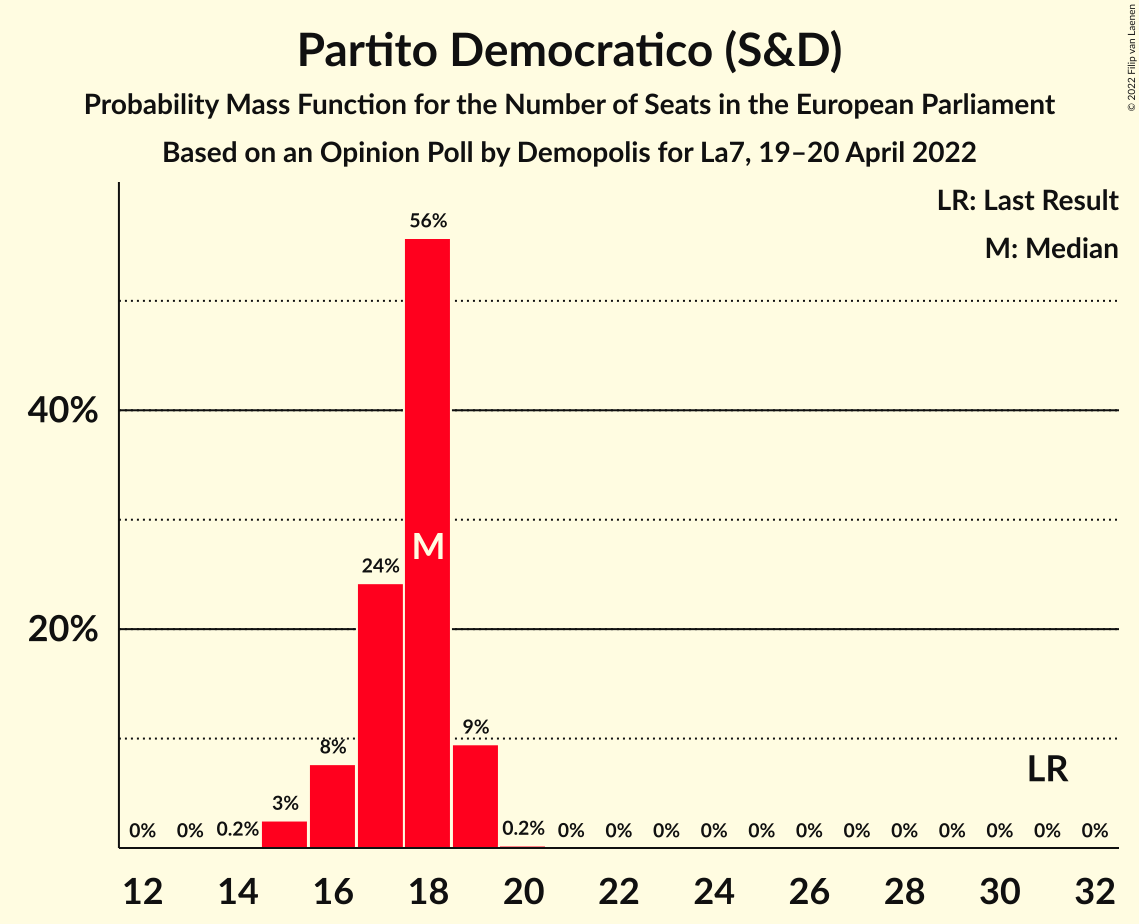 Partito Democratico (S&D)
Probability Mass Function for the Number of Seats in the European Parliament
Based on an Opinion Poll by Demopolis for La7, 19–20 April 2022
© 2022 Filip van Laenen
LR: Last Result
M: Median
56%
40%
M
24%
20%
9%
8%
LR
3%
0% 0% 0.2% 0.2% 0% 0% 0% 0% 0% 0% 0% 0% 0% 0% 0% 0%
12 14 16 18 20 22 24 26 28 30 32